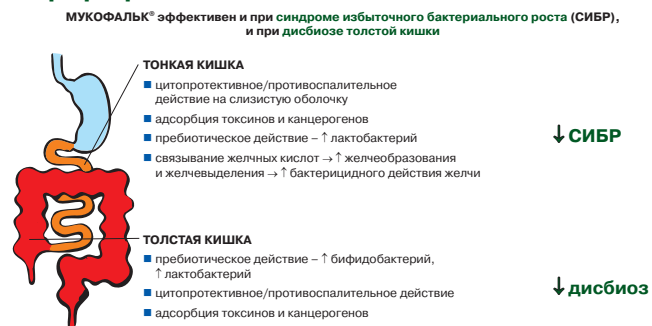 МУКОФАЛЬК® эффективен и при синдроме избыточного бактериального роста (СИБР),
и при дисбиозе толстой кишки
ТОНКАЯ КИШКА
■ цитопротективное/противоспалительное
действие на слизистую оболочку
■ адсорбция токсинов и канцерогенов
■ пребиотическое действие – ↑ лактобактерий
■ связывание желчных кислот → ↑ желчеобразования
и желчевыделения → ↑ бактерицидного действия желчи
↓ СИБР
ТОЛСТАЯ КИШКА
■ пребиотическое действие – ↑ бифидобактерий,
↑ лактобактерий
■ цитопротективное/противоспалительное действие
■ адсорбция токсинов и канцерогенов
↓ дисбиоз